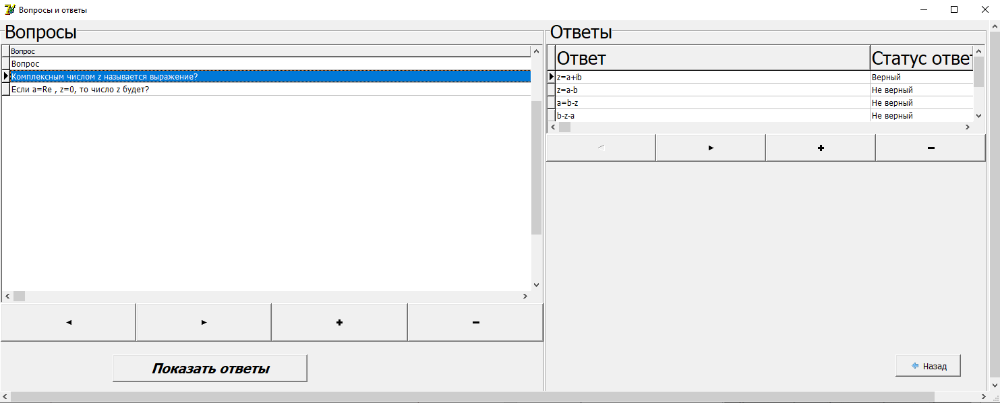 Вопросы и ответы
Вопросы
Вопрос
Вопрос
Комплексным числом z называется выражение?
Если a=Re , z=0, то число z будет?
Показать ответы
Ответы
Ответ Статус ответ
z=a+ib Верный
z=a-b Не верный
a=b-z Не верный
b-z-a Не верный
Назад